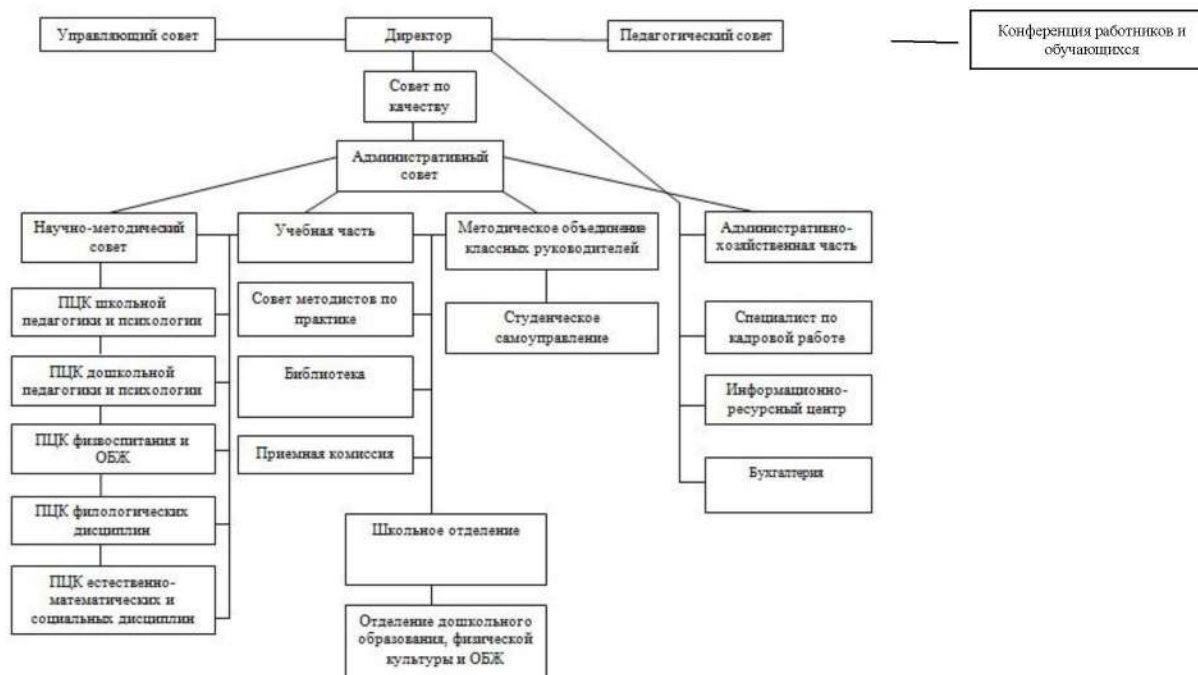 Управляющий совет
Директор
Педагогический совет
Конференция работников и
обучающихся
Совет по
качеству
Административный
совет
Научно-методический
совет
Учебная часть
Методическое объединение
классных руководителей
Административно-
хозяйственная часть
ПЦК школьной
педагогики и психологии
Совет методистов по
практике
Студенческое
самоуправление
Специалист по
кадровой работе
ПЦК дошкольной
педагогики и психологии
Библиотека
Информационно-
ресурсный центр
ПЦК физвоспитания и
ОБЖ
Приемная комиссия
Бухгалтерия
ПЦК филологических
дисциплин
Школьное отделение
ПЦК естественно-
математических и
социальных дисциплин
Отделение дошкольного
образования, физической
культуры и ОБЖ